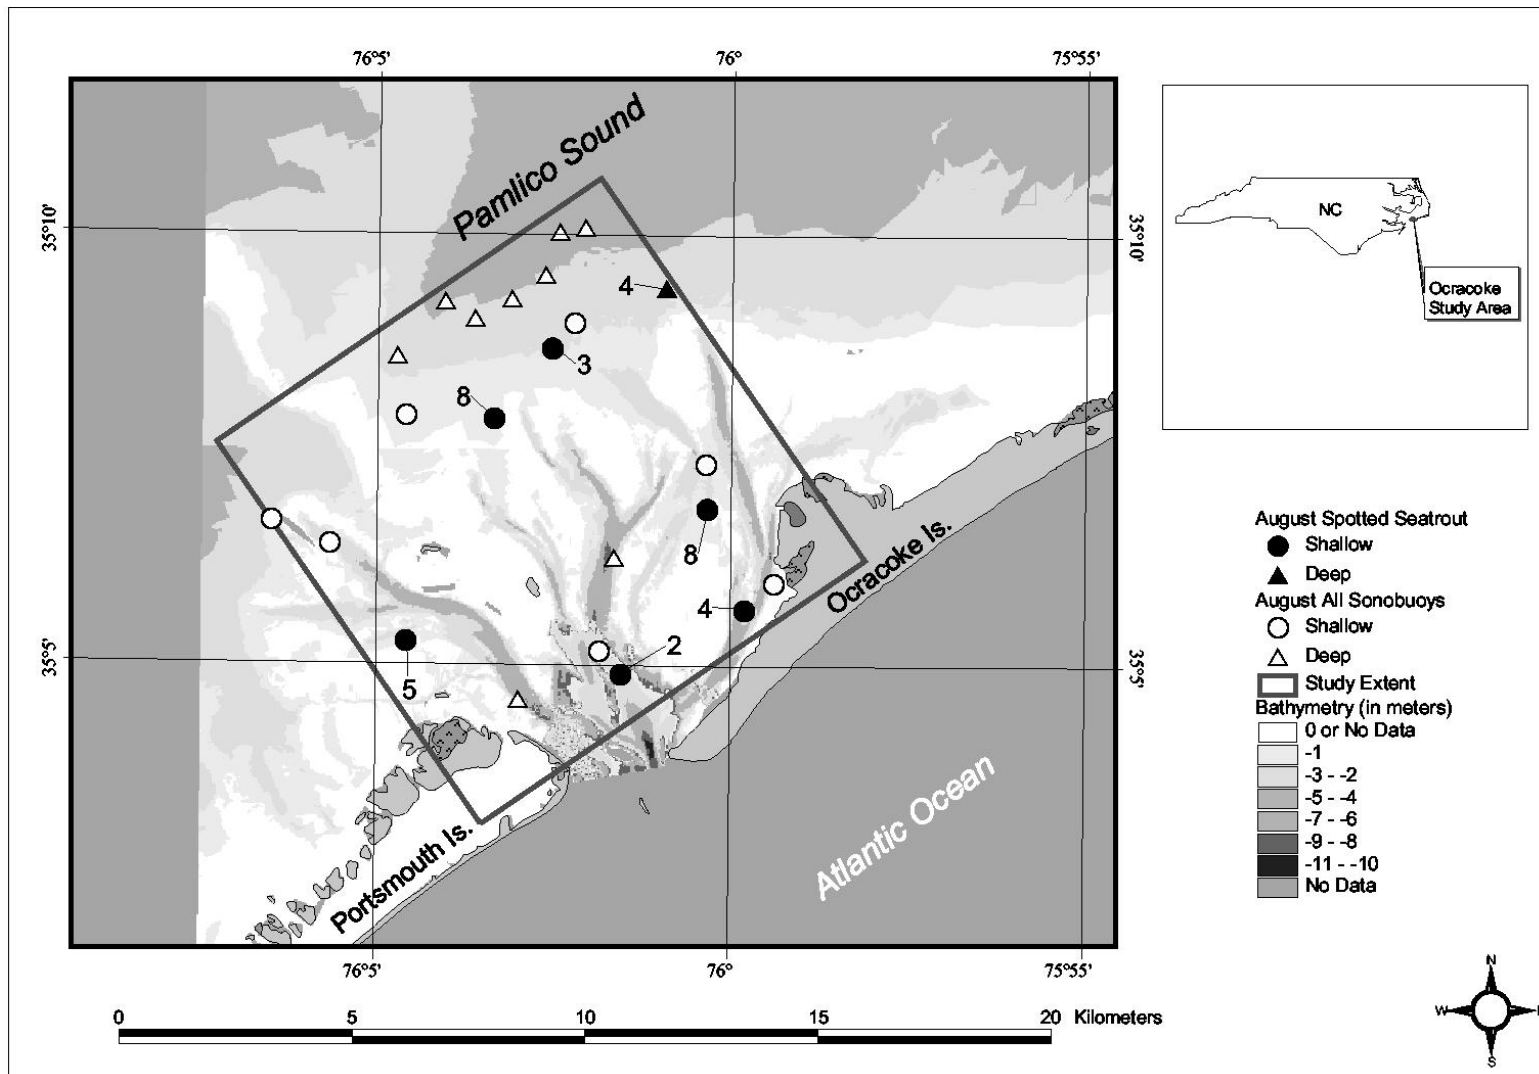 76°5'
76°
75°55'
Pamlico Sound
35°10'
35°10'
4
3
8
8
4
2
5
Ocracoke Is.
35°5'
35°5'
Portsmouth Is.
Atlantic Ocean
76°5'
76°
75°55'
0
5
10
15
20 Kilometers
NC
Ocracoke
Study Area
August Spotted Seatrout
Shallow
Deep
August All Sonobuoys
Shallow
Deep
Study Extent
Bathymetry (in meters)
0 or No Data
-1
-3 - -2
-5 - -4
-7 - -6
-9 - -8
-11 - -10
No Data
N
W
S